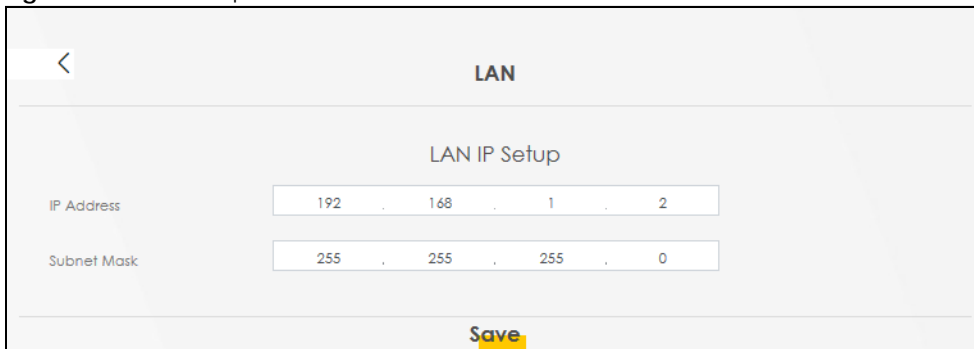 LAN
LAN IP Setup
IP Address 192 . 168 . 1 . 2
Subnet Mask 255 . 255 . 255 . 0
Save